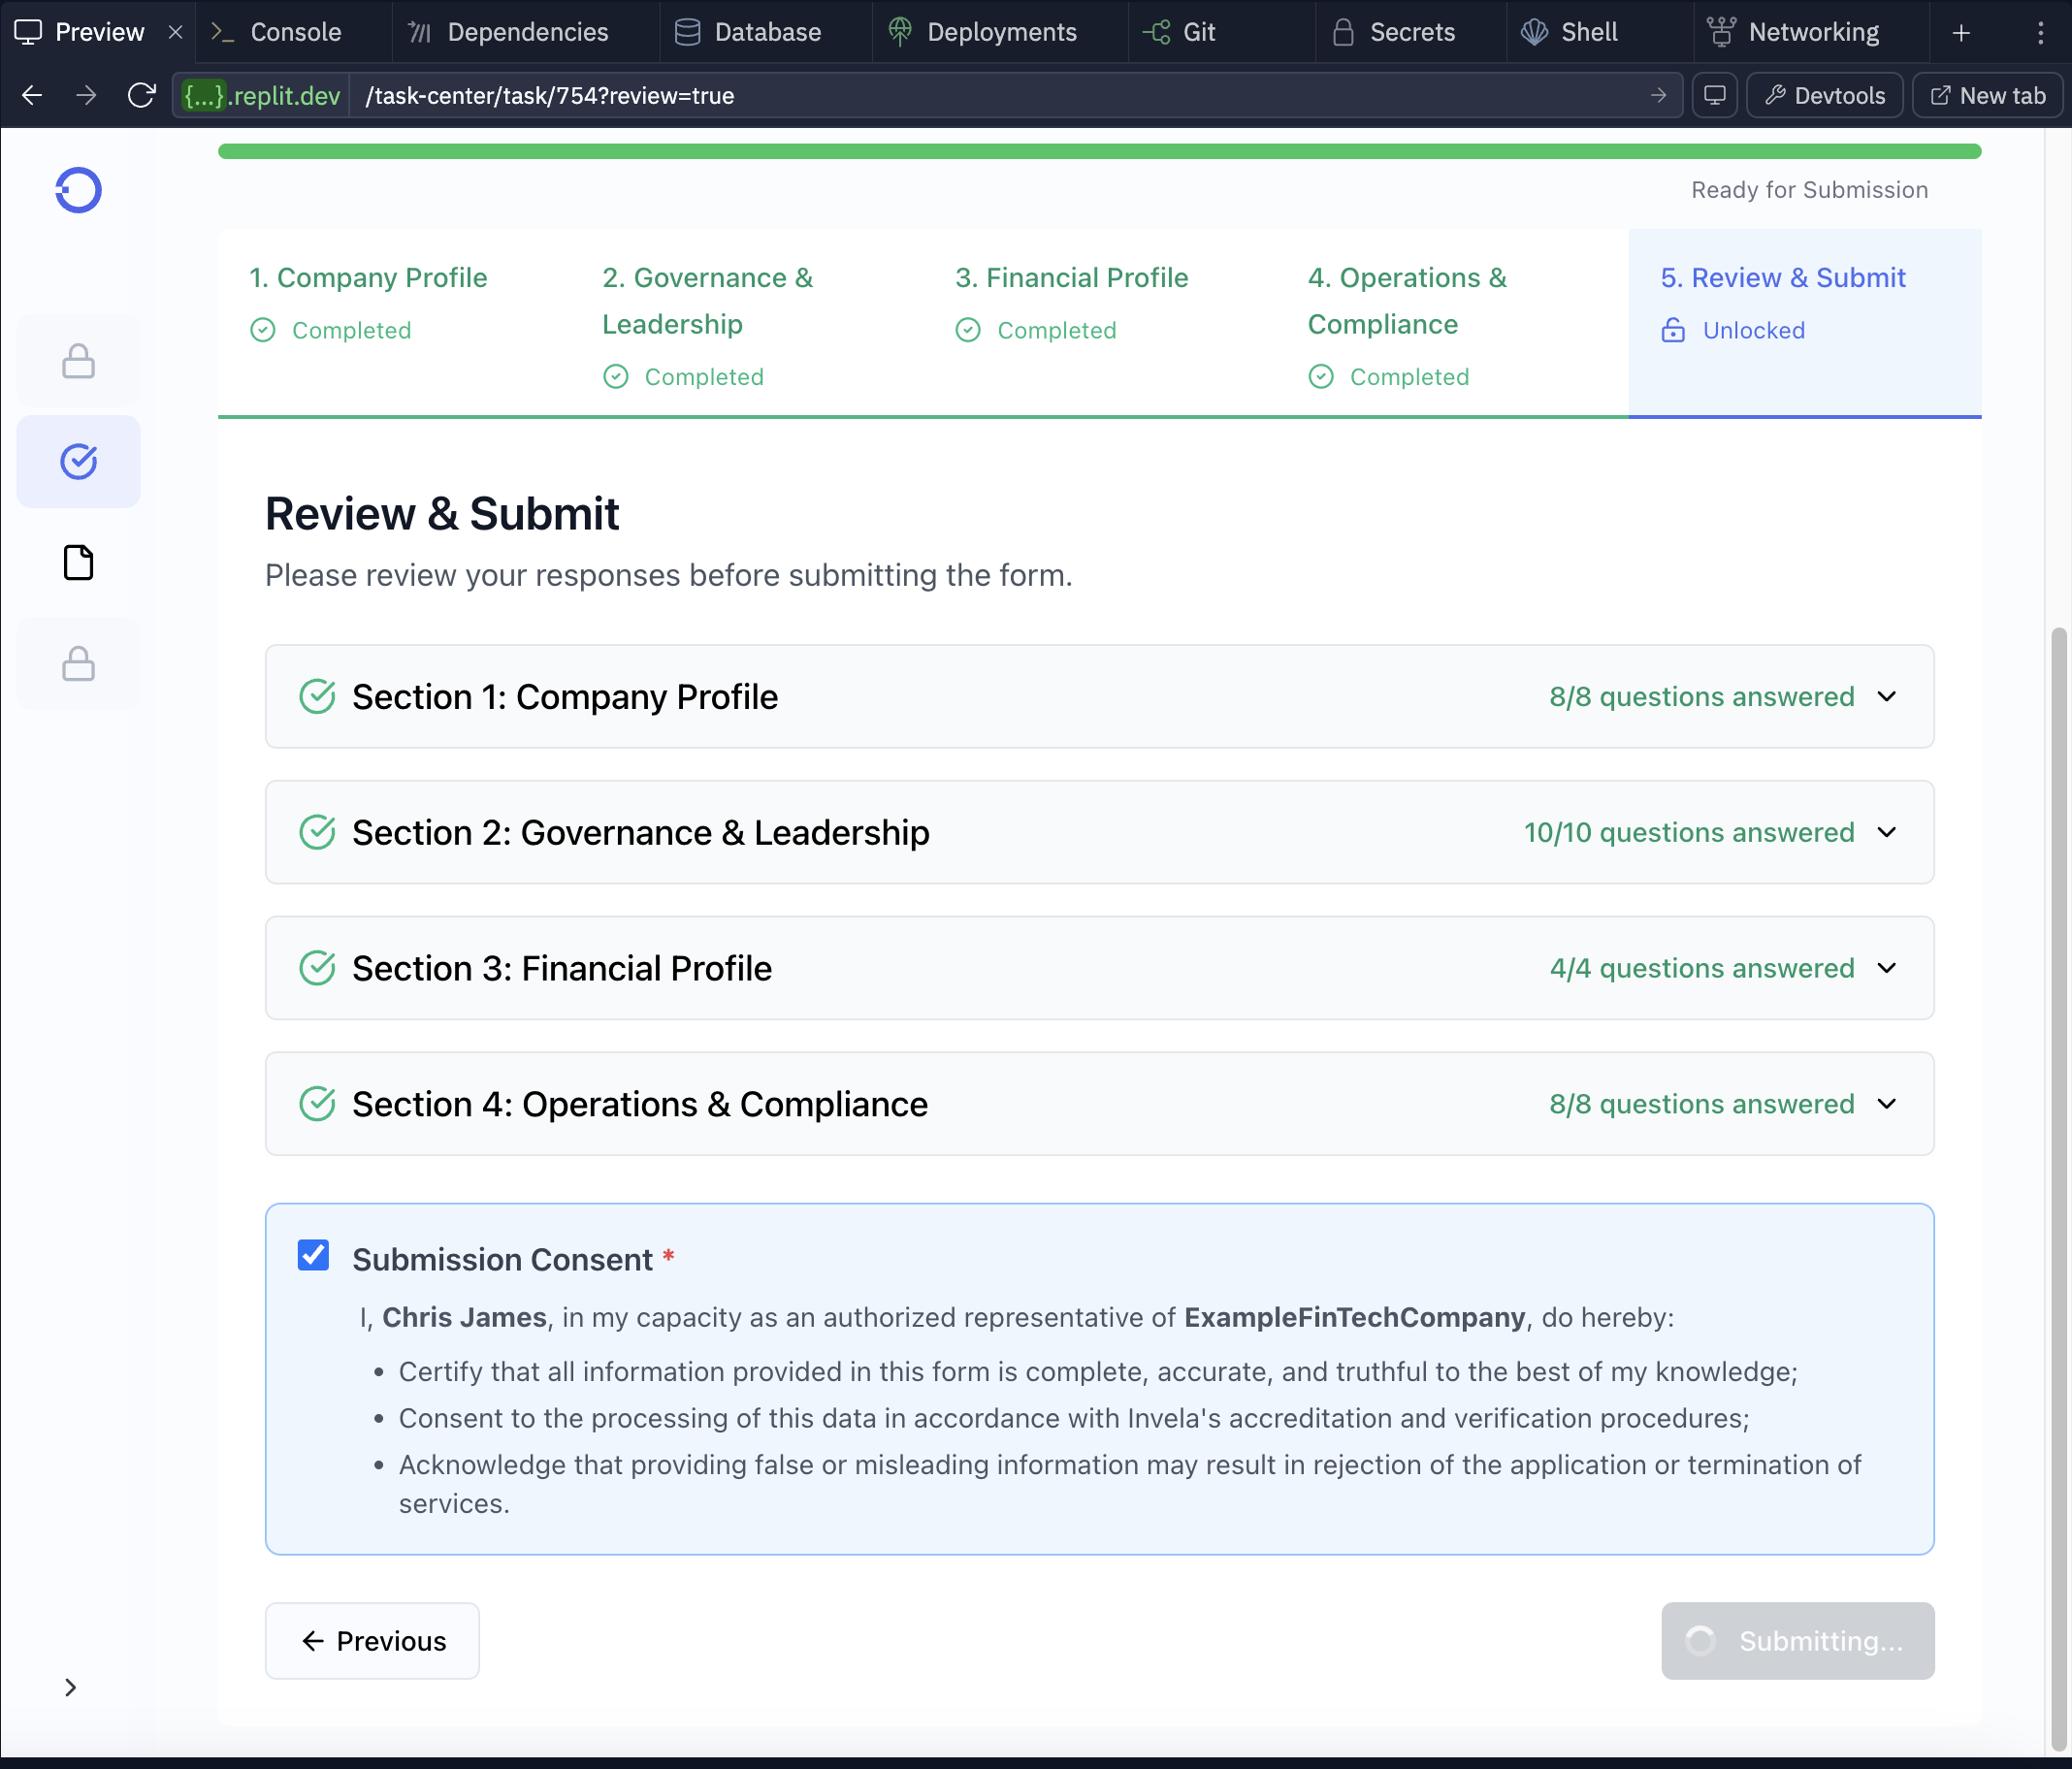 Preview
Console
Dependencies
Database
Deployments
Git
Secrets
Shell
Networking
{...}.replit.dev
/task-center/task/754?review=true
Devtools
New tab
Ready for Submission
1. Company Profile
Completed
2. Governance &
Leadership
Completed
3. Financial Profile
Completed
4. Operations &
Compliance
Completed
5. Review & Submit
Unlocked
Review & Submit
Please review your responses before submitting the form.
Section 1: Company Profile
8/8 questions answered
Section 2: Governance & Leadership
10/10 questions answered
Section 3: Financial Profile
4/4 questions answered
Section 4: Operations & Compliance
8/8 questions answered
Submission Consent *
I, Chris James, in my capacity as an authorized representative of ExampleFinTechCompany, do hereby:
• Certify that all information provided in this form is complete, accurate, and truthful to the best of my knowledge;
• Consent to the processing of this data in accordance with Invela's accreditation and verification procedures;
• Acknowledge that providing false or misleading information may result in rejection of the application or termination of
services.
Previous
Submitting...